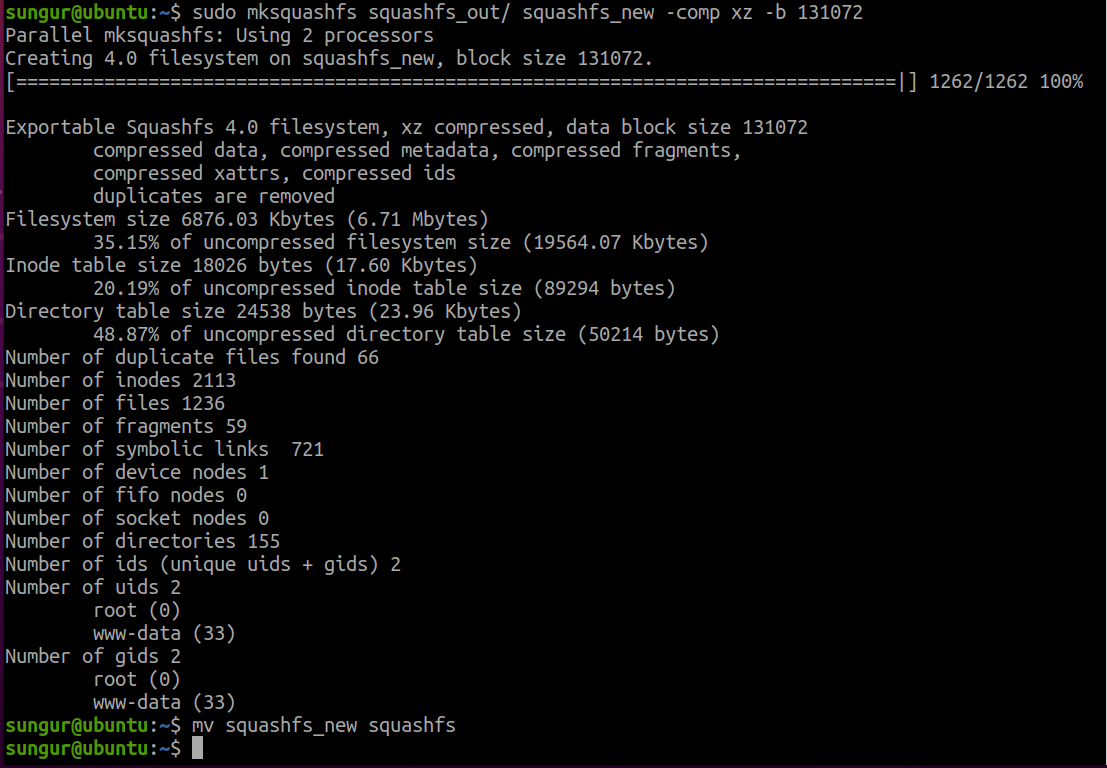 sungur@ubuntu:~$ sudo mksquashfs squashfs_out/ squashfs_new -comp xz -b 131072
Parallel mksquashfs: Using 2 processors
Creating 4.0 filesystem on squashfs_new, block size 131072.
[================================================================================|] 1262/1262 100%
Exportable Squashfs 4.0 filesystem, xz compressed, data block size 131072
        compressed data, compressed metadata, compressed fragments,
        compressed xattrs, compressed ids
        duplicates are removed
Filesystem size 6876.03 Kbytes (6.71 Mbytes)
        35.15% of uncompressed filesystem size (19564.07 Kbytes)
Inode table size 18026 bytes (17.60 Kbytes)
        20.19% of uncompressed inode table size (89294 bytes)
Directory table size 24538 bytes (23.96 Kbytes)
        48.87% of uncompressed directory table size (50214 bytes)
Number of duplicate files found 66
Number of inodes 2113
Number of files 1236
Number of fragments 59
Number of symbolic links  721
Number of device nodes 1
Number of fifo nodes 0
Number of socket nodes 0
Number of directories 155
Number of ids (unique uids + gids) 2
Number of uids 2
        root (0)
        www-data (33)
Number of gids 2
        root (0)
        www-data (33)
sungur@ubuntu:~$ mv squashfs_new squashfs
sungur@ubuntu:~$